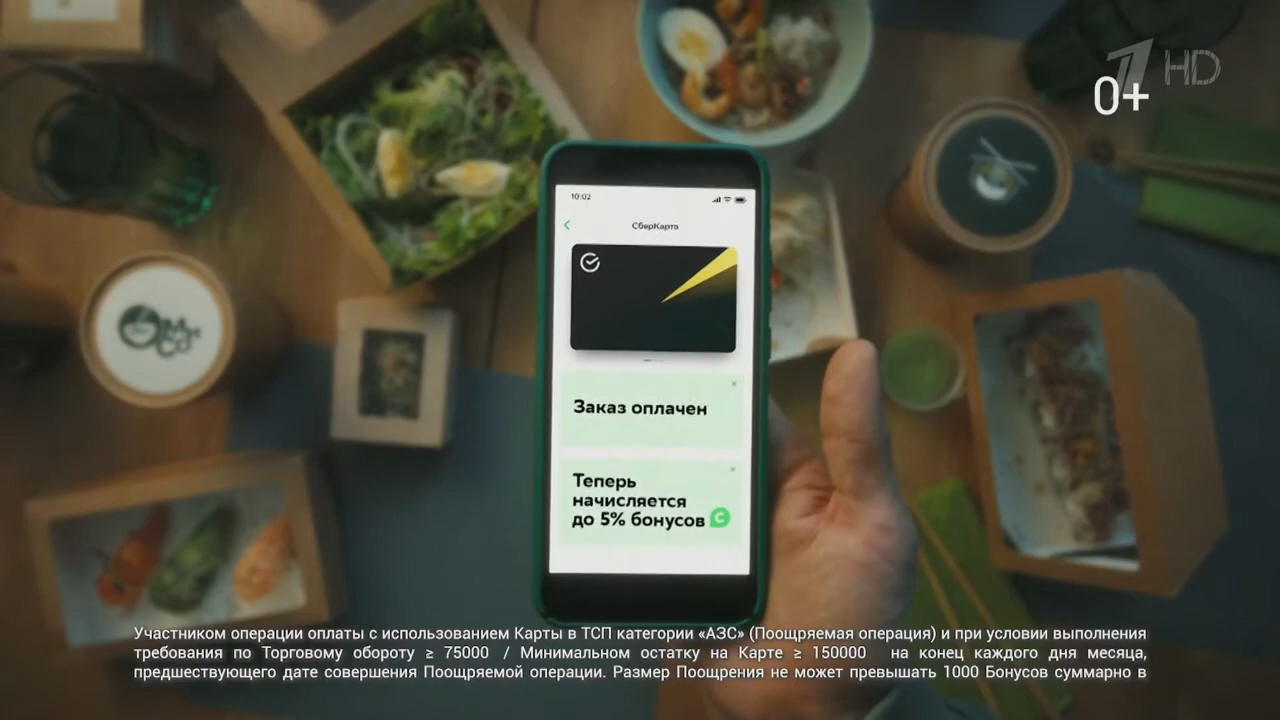 HD
0+
10:02
СберКарта
Заказ оплачен
Теперь
начисляется
до 5% бонусов
Участником операции оплаты с использованием Карты в ТСП категории «АЗС» (Поощряемая операция) и при условии выполнения
требования по Торговому обороту ≥ 75000 / Минимальном остатку на Карте ≥ 150000 на конец каждого дня месяца,
предшествующего дате совершения Поощряемой операции. Размер Поощрения не может превышать 1000 Бонусов суммарно в